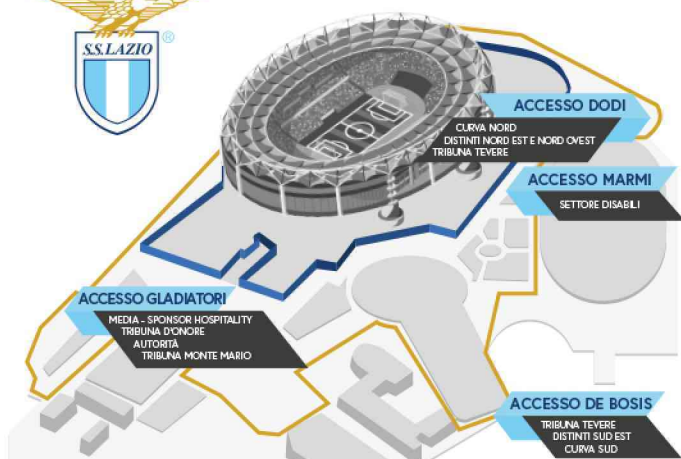 S.S.LAZIO
®
ACCESSO DODI
CURVA NORD
DISTINTI NORD EST E NORD OVEST
TRIBUNA TEVERE
ACCESSO MARMI
SETTORE DISABILI
ACCESSO GLADIATORI
MEDIA - SPONSOR HOSPITALITY
TRIBUNA D'ONORE
AUTORITÀ
TRIBUNA MONTE MARIO
ACCESSO DE BOSIS
TRIBUNA TEVERE
DISTINTI SUD EST
CURVA SUD